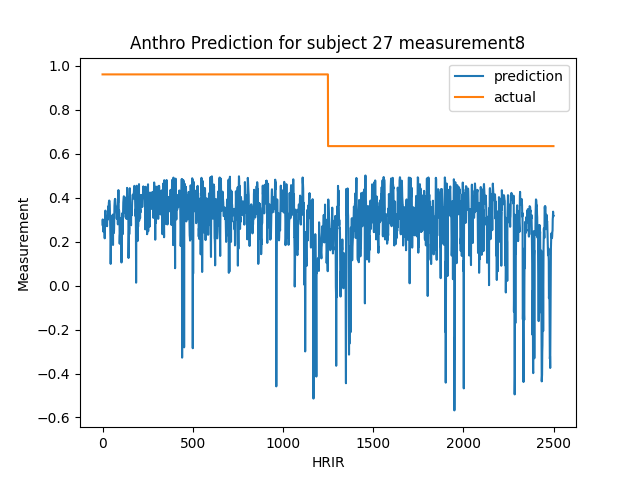 Anthro Prediction for subject 27 measurement8
prediction
actual
Measurement
1.0
0.8
0.6
0.4
0.2
0.0
−0.2
−0.4
−0.6
0 500 1000 1500 2000 2500
HRIR